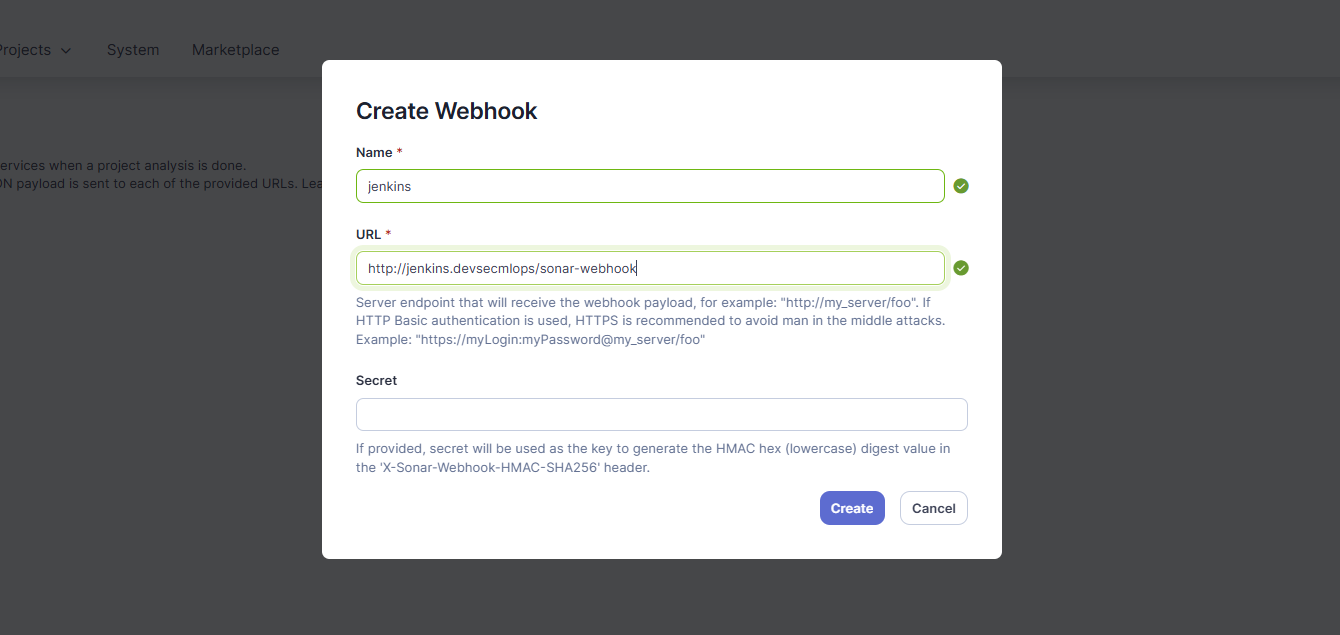 Projects
System
Marketplace
Create Webhook
Name *
jenkins
URL *
http://jenkins.devsecmlops/sonar-webhook
ervices when a project analysis is done.
ON payload is sent to each of the provided URLs. Lea
Server endpoint that will receive the webhook payload, for example: "http://my_server/foo". If
HTTP Basic authentication is used, HTTPS is recommended to avoid man in the middle attacks.
Example: "https://myLogin:myPassword@my_server/foo"
Secret
If provided, secret will be used as the key to generate the HMAC hex (lowercase) digest value in
the 'X-Sonar-Webhook-HMAC-SHA256' header.
Create
Cancel